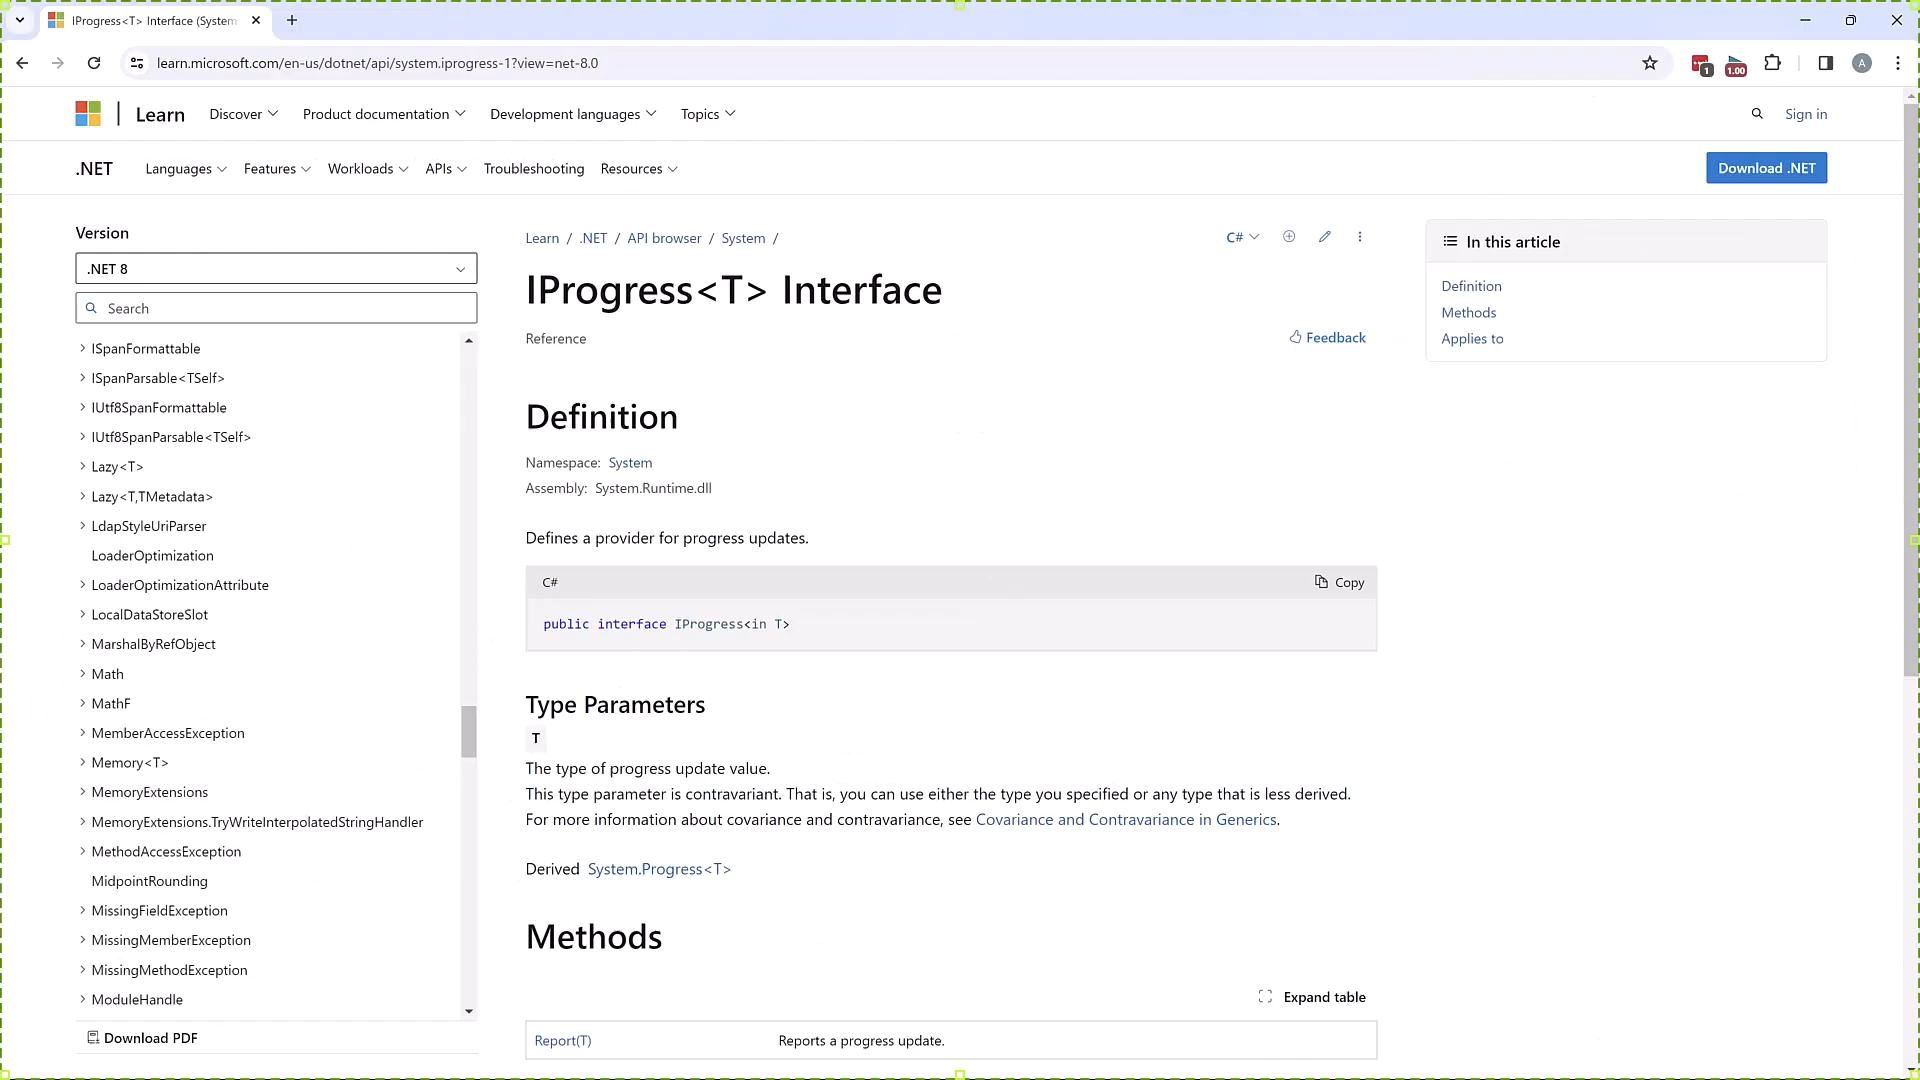 IProgress<T> Interface (System
learn.microsoft.com/en-us/dotnet/api/system.iprogress-1?view=net-8.0
1
1.00
A
Learn Discover Product documentation Development languages Topics Sign in
.NET Languages Features Workloads APIs Troubleshooting Resources Download .NET
Version
.NET 8
Search
ISpanFormattable
ISpanParsable<TSelf>
IUtf8SpanFormattable
IUtf8SpanParsable<TSelf>
Lazy<T>
Lazy<T,TMetadata>
LdapStyleUriParser
LoaderOptimization
LoaderOptimizationAttribute
LocalDataStoreSlot
MarshalByRefObject
Math
MathF
MemberAccessException
Memory<T>
MemoryExtensions
MemoryExtensions.TryWriteInterpolatedStringHandler
MethodAccessException
MidpointRounding
MissingFieldException
MissingMemberException
MissingMethodException
ModuleHandle
Download PDF
Learn / .NET / API browser / System /
C#
IProgress<T> Interface
Reference
Feedback
Definition
Namespace: System
Assembly: System.Runtime.dll
Defines a provider for progress updates.
C#
Copy
public interface IProgress<in T>
Type Parameters
T
The type of progress update value.
This type parameter is contravariant. That is, you can use either the type you specified or any type that is less derived.
For more information about covariance and contravariance, see Covariance and Contravariance in Generics.
Derived System.Progress<T>
Methods
Expand table
Report(T) Reports a progress update.
In this article
Definition
Methods
Applies to